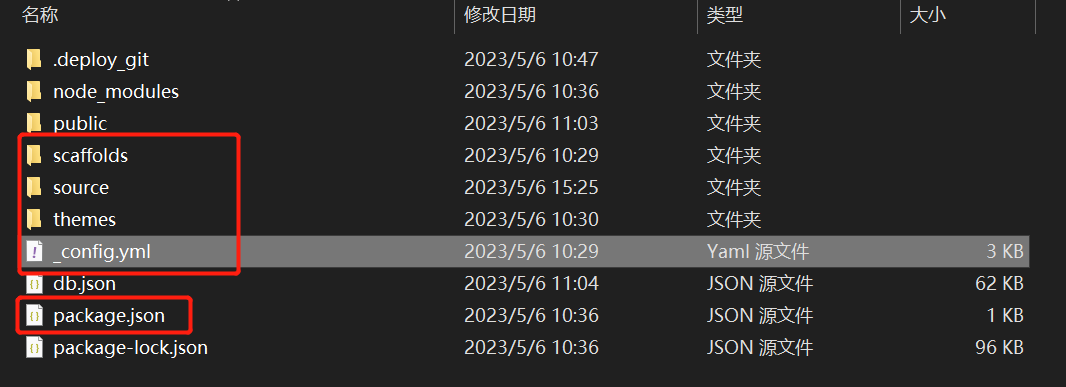 名称 修改日期 类型 大小
.deploy_git 2023/5/6 10:47 文件夹
node_modules 2023/5/6 10:36 文件夹
public 2023/5/6 11:03 文件夹
scaffolds 2023/5/6 10:29 文件夹
source 2023/5/6 15:25 文件夹
themes 2023/5/6 10:30 文件夹
_config.yml 2023/5/6 10:29 Yaml 源文件 3 KB
db.json 2023/5/6 11:04 JSON 源文件 62 KB
package.json 2023/5/6 10:36 JSON 源文件 1 KB
package-lock.json 2023/5/6 10:36 JSON 源文件 96 KB